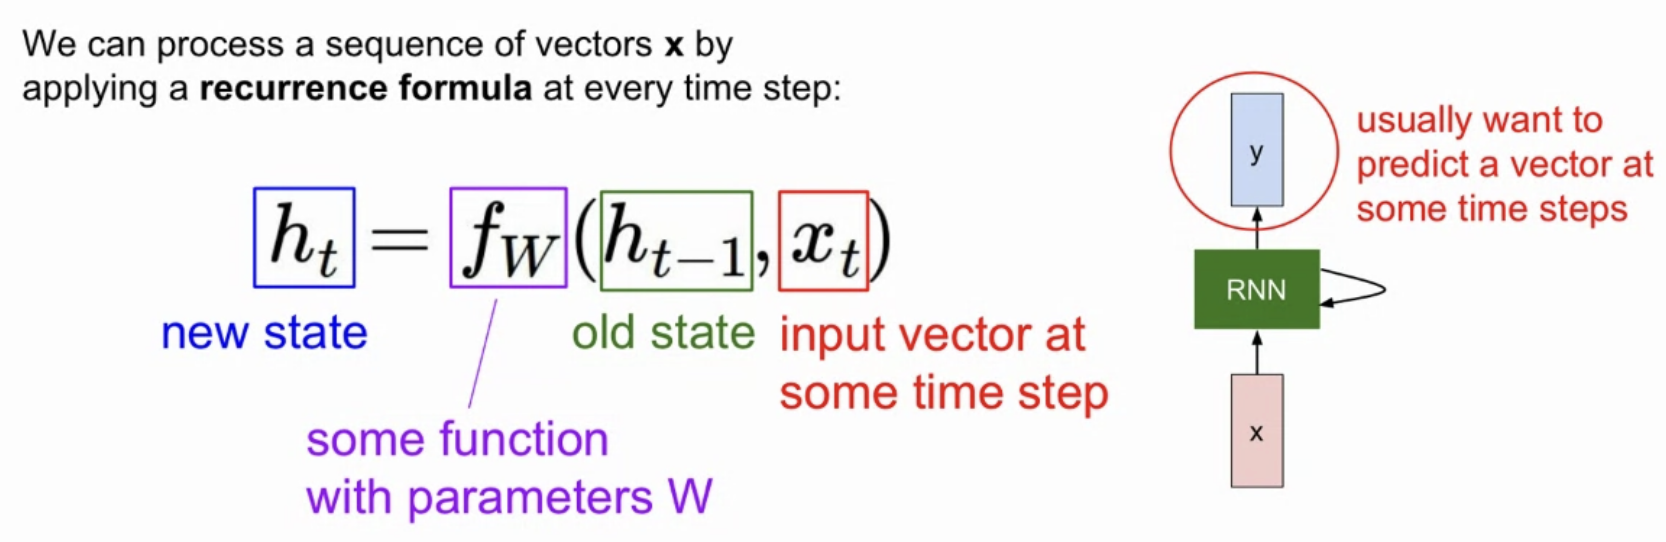 We can process a sequence of vectors x by
applying a recurrence formula at every time step:
h_t = f_W(h_{t-1}, x_t)
new state
old state
input vector at
some time step
some function
with parameters W
y
usually want to
predict a vector at
some time steps
RNN
x